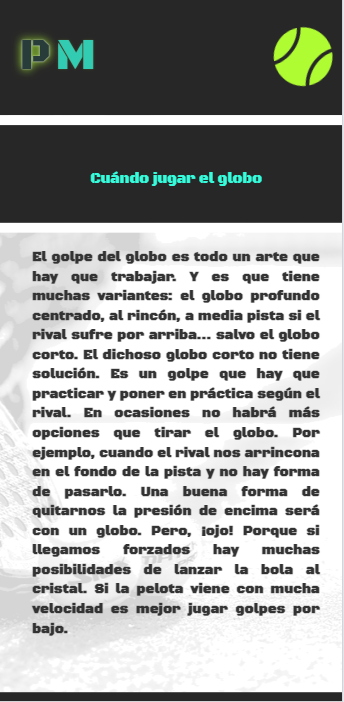 PM
Cuándo jugar el globo
El golpe del globo es todo un arte que
hay que trabajar. Y es que tiene
muchas variantes: el globo profundo
centrado, al rincón, a media pista si el
rival sufre por arriba... salvo el globo
corto. El dichoso globo corto no tiene
solución. Es un golpe que hay que
practicar y poner en práctica según el
rival. En ocasiones no habrá más
opciones que tirar el globo. Por
ejemplo, cuando el rival nos arrincona
en el fondo de la pista y no hay forma
de pasarlo. Una buena forma de
quitarnos la presión de encima será
con un globo. Pero, ¡ojo! Porque si
llegamos forzados hay muchas
posibilidades de lanzar la bola al
cristal. Si la pelota viene con mucha
velocidad es mejor jugar golpes por
bajo.